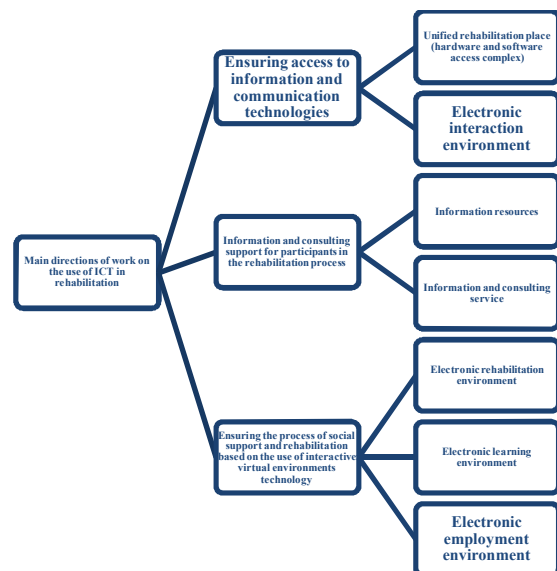 Main directions of work on
the use of ICT in
rehabilitation
Ensuring access to
information and
communication
technologies
Unified rehabilitation place
(hardware and software
access complex)
Electronic
interaction
environment
Information and consulting
support for participants in
the rehabilitation process
Information resources
Information and consulting
service
Ensuring the process of social
support and rehabilitation
based on the use of interactive
virtual environments
technology
Electronic rehabilitation
environment
Electronic learning
environment
Electronic
employment
environment